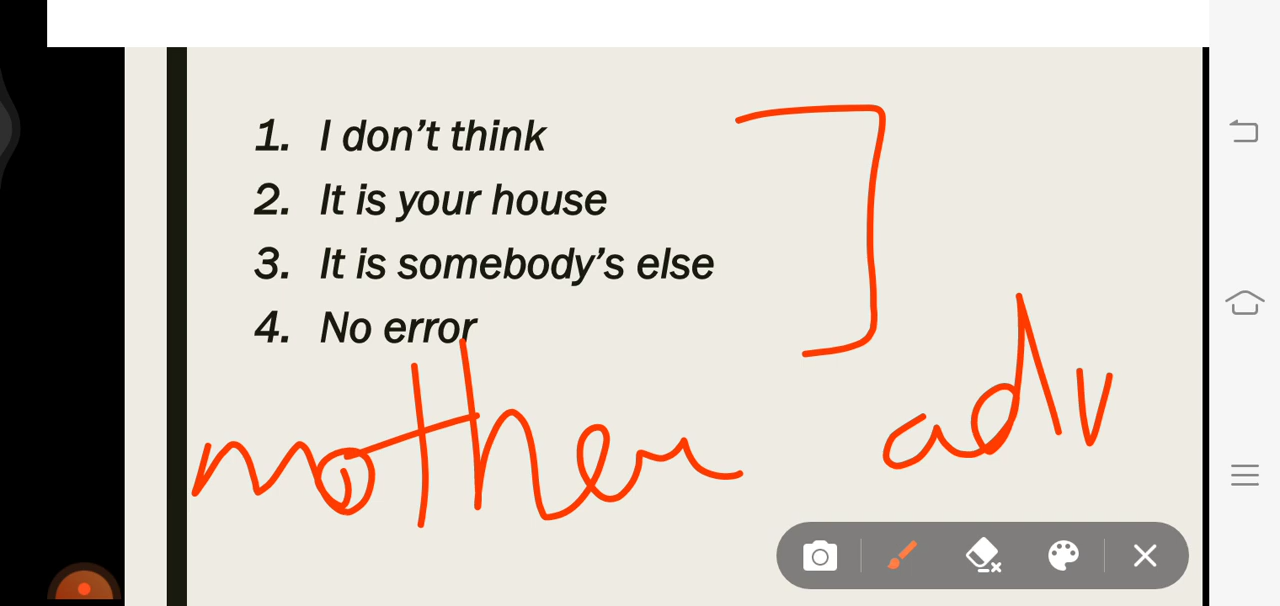 1. I don't think
2. It is your house
3. It is somebody's else
4. No error
mother adv